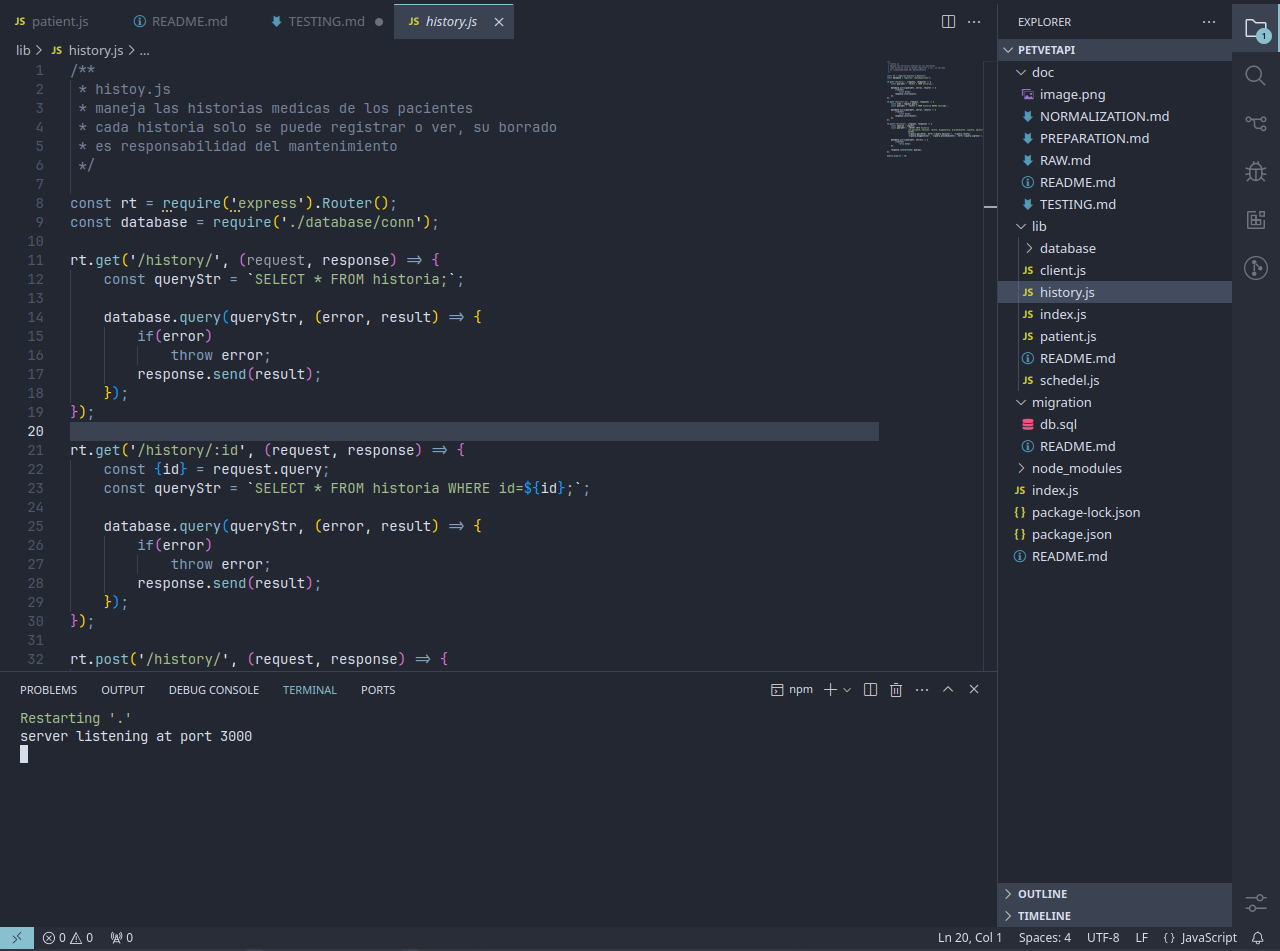 JS patient.js
README.md
TESTING.md
JS history.js
lib > JS history.js > ...
1 /**
2  * histoy.js
3  * maneja las historias medicas de los pacientes
4  * cada historia solo se puede registrar o ver, su borrado
5  * es responsabilidad del mantenimiento
6  */
7
8 const rt = require('express').Router();
9 const database = require('./database/conn');
10
11 rt.get('/history/', (request, response) => {
12     const queryStr = `SELECT * FROM historia;`;
13
14     database.query(queryStr, (error, result) => {
15         if(error)
16             throw error;
17         response.send(result);
18     });
19 });
20
21 rt.get('/history/:id', (request, response) => {
22     const {id} = request.query;
23     const queryStr = `SELECT * FROM historia WHERE id=${id};`;
24
25     database.query(queryStr, (error, result) => {
26         if(error)
27             throw error;
28         response.send(result);
29     });
30 });
31
32 rt.post('/history/', (request, response) => {
PROBLEMS OUTPUT DEBUG CONSOLE TERMINAL PORTS
npm
Restarting '.'
server listening at port 3000
EXPLORER
1
PETVETAPI
doc
image.png
NORMALIZATION.md
PREPARATION.md
RAW.md
README.md
TESTING.md
lib
database
JS client.js
JS history.js
JS index.js
JS patient.js
README.md
JS schedel.js
migration
db.sql
README.md
node_modules
JS index.js
{} package-lock.json
{} package.json
README.md
OUTLINE
TIMELINE
0 0 0
Ln 20, Col 1 Spaces: 4 UTF-8 LF {} JavaScript